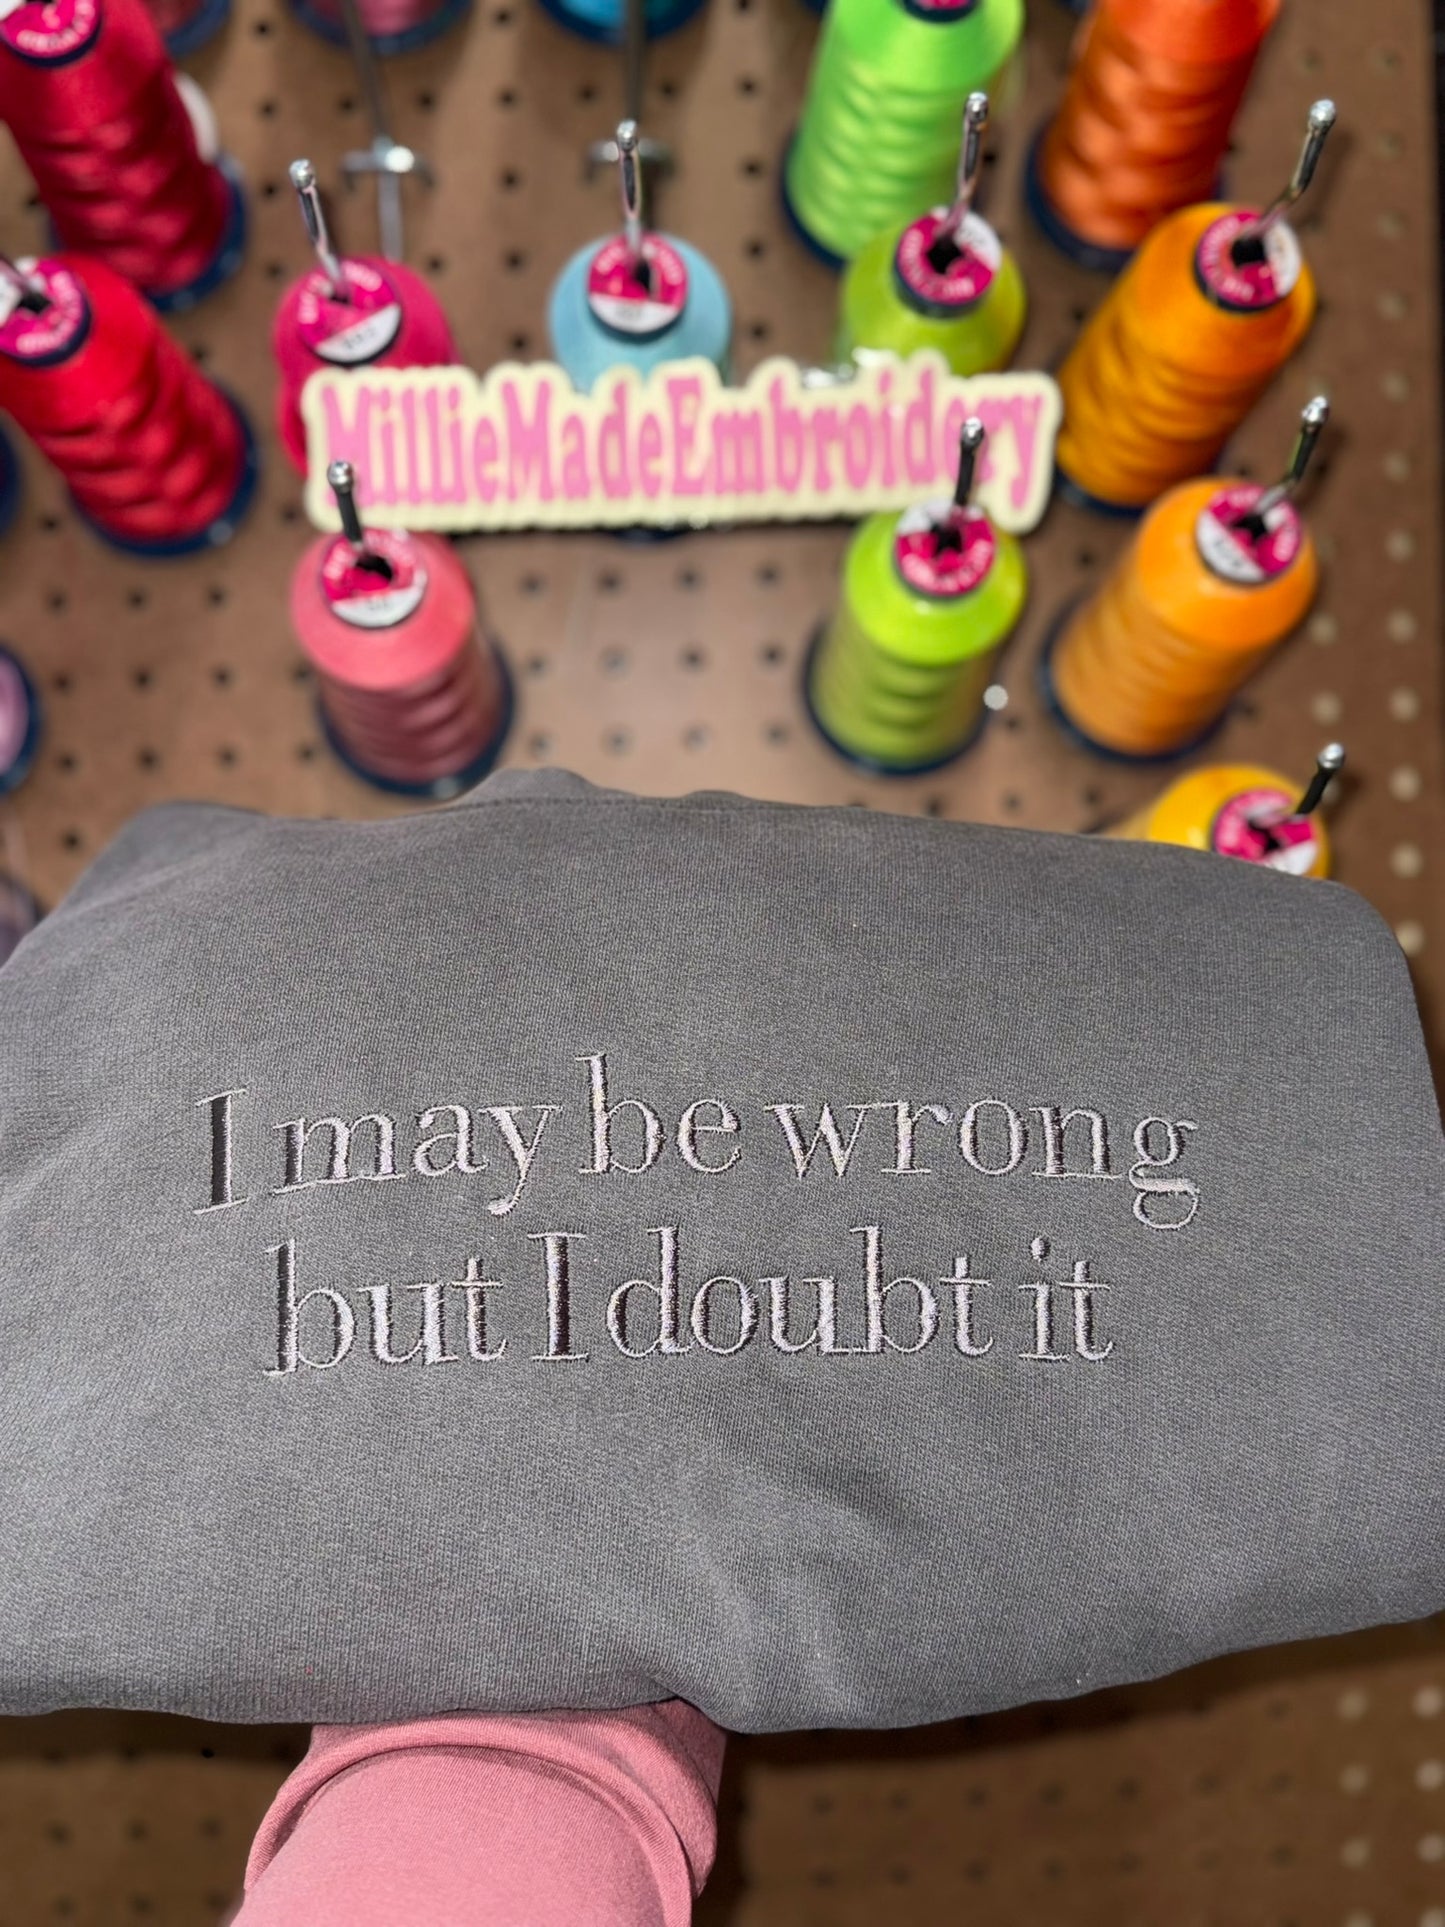 MillieMadeEmbroidery
I may be wrong
but I doubt it